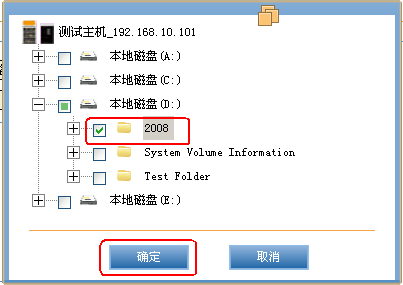 测试主机_192.168.10.101
本地磁盘(A:)
本地磁盘(C:)
本地磁盘(D:)
2008
System Volume Information
Test Folder
本地磁盘(E:)
确定
取消